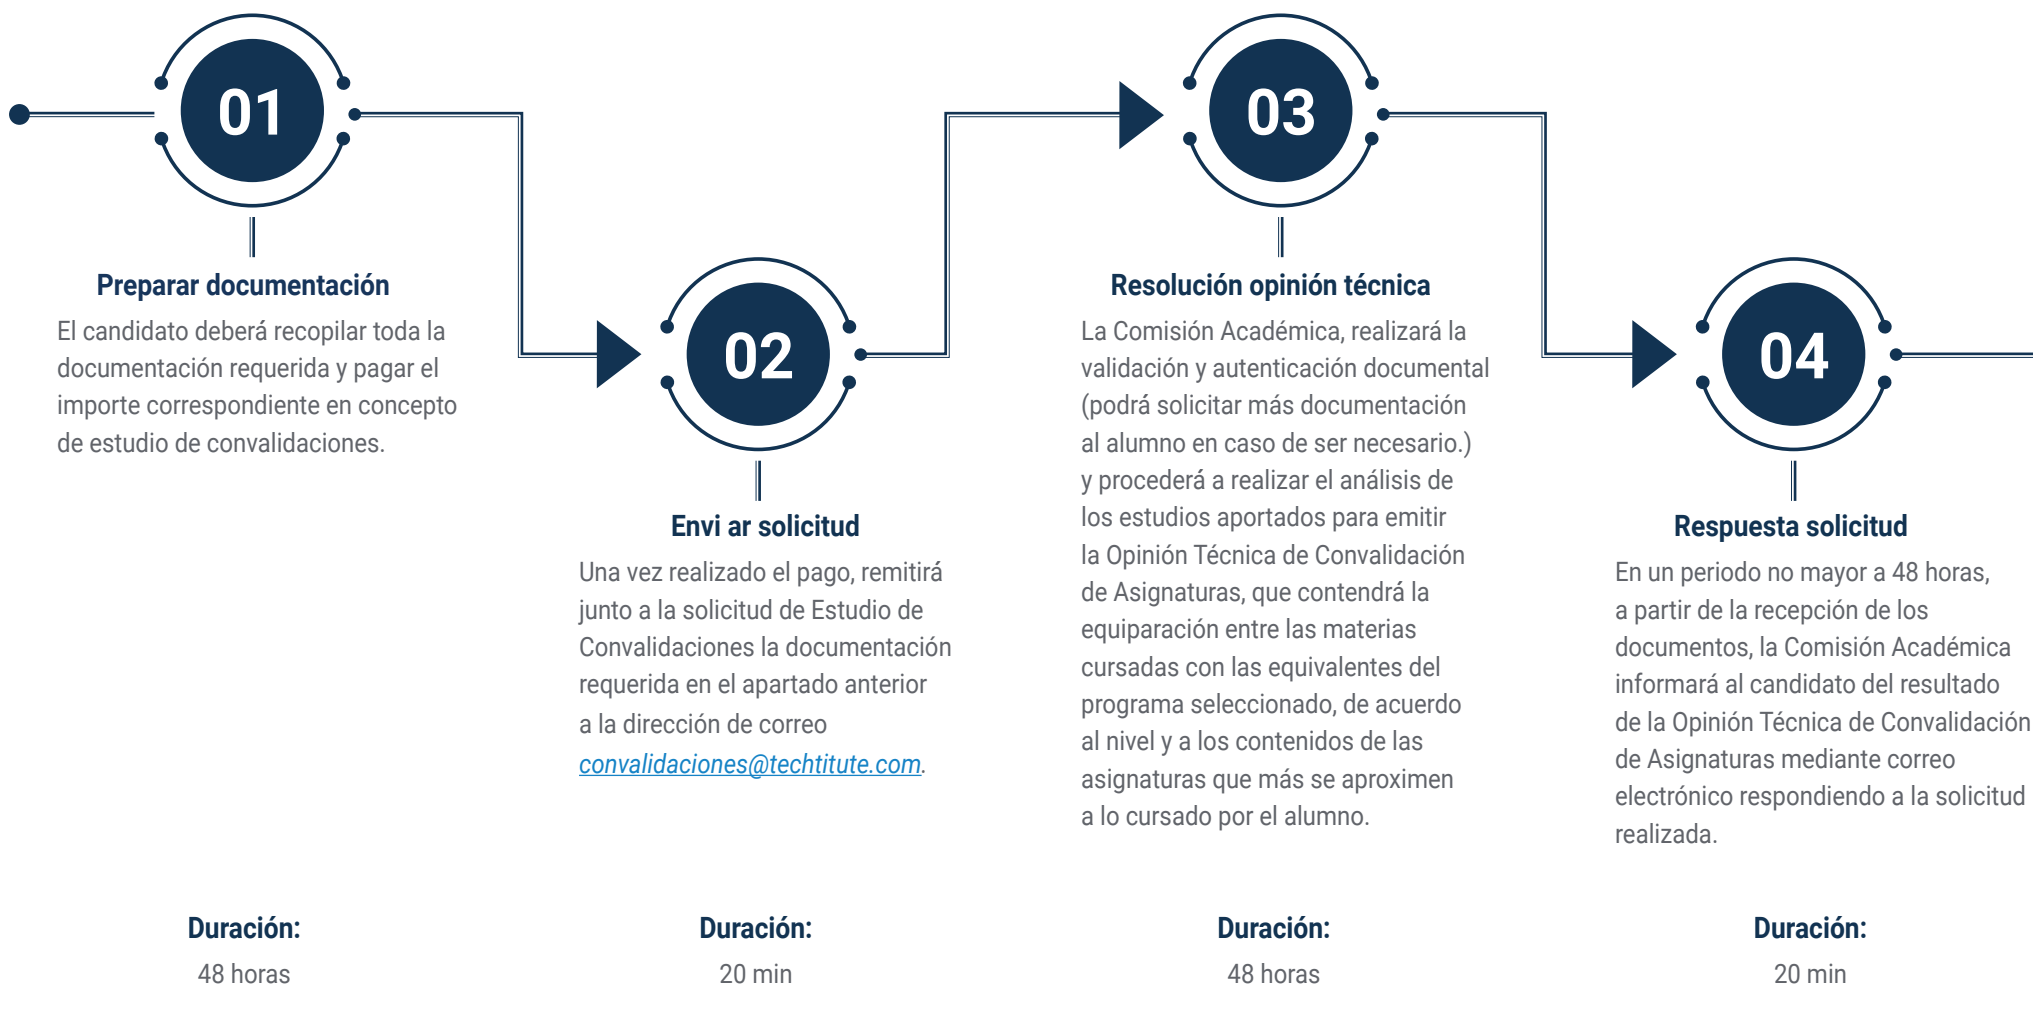 01
Preparar documentación
El candidato deberá recopilar toda la
documentación requerida y pagar el
importe correspondiente en concepto
de estudio de convalidaciones.
Duración:
48 horas
02
Envi ar solicitud
Una vez realizado el pago, remitirá
junto a la solicitud de Estudio de
Convalidaciones la documentación
requerida en el apartado anterior
a la dirección de correo
convalidaciones@techtitute.com.
Duración:
20 min
03
Resolución opinión técnica
La Comisión Académica, realizará la
validación y autenticación documental
(podrá solicitar más documentación
al alumno en caso de ser necesario.)
y procederá a realizar el análisis de
los estudios aportados para emitir
la Opinión Técnica de Convalidación
de Asignaturas, que contendrá la
equiparación entre las materias
cursadas con las equivalentes del
programa seleccionado, de acuerdo
al nivel y a los contenidos de las
asignaturas que más se aproximen
a lo cursado por el alumno.
Duración:
48 horas
04
Respuesta solicitud
En un periodo no mayor a 48 horas,
a partir de la recepción de los
documentos, la Comisión Académica
informará al candidato del resultado
de la Opinión Técnica de Convalidación
de Asignaturas mediante correo
electrónico respondiendo a la solicitud
realizada.
Duración:
20 min